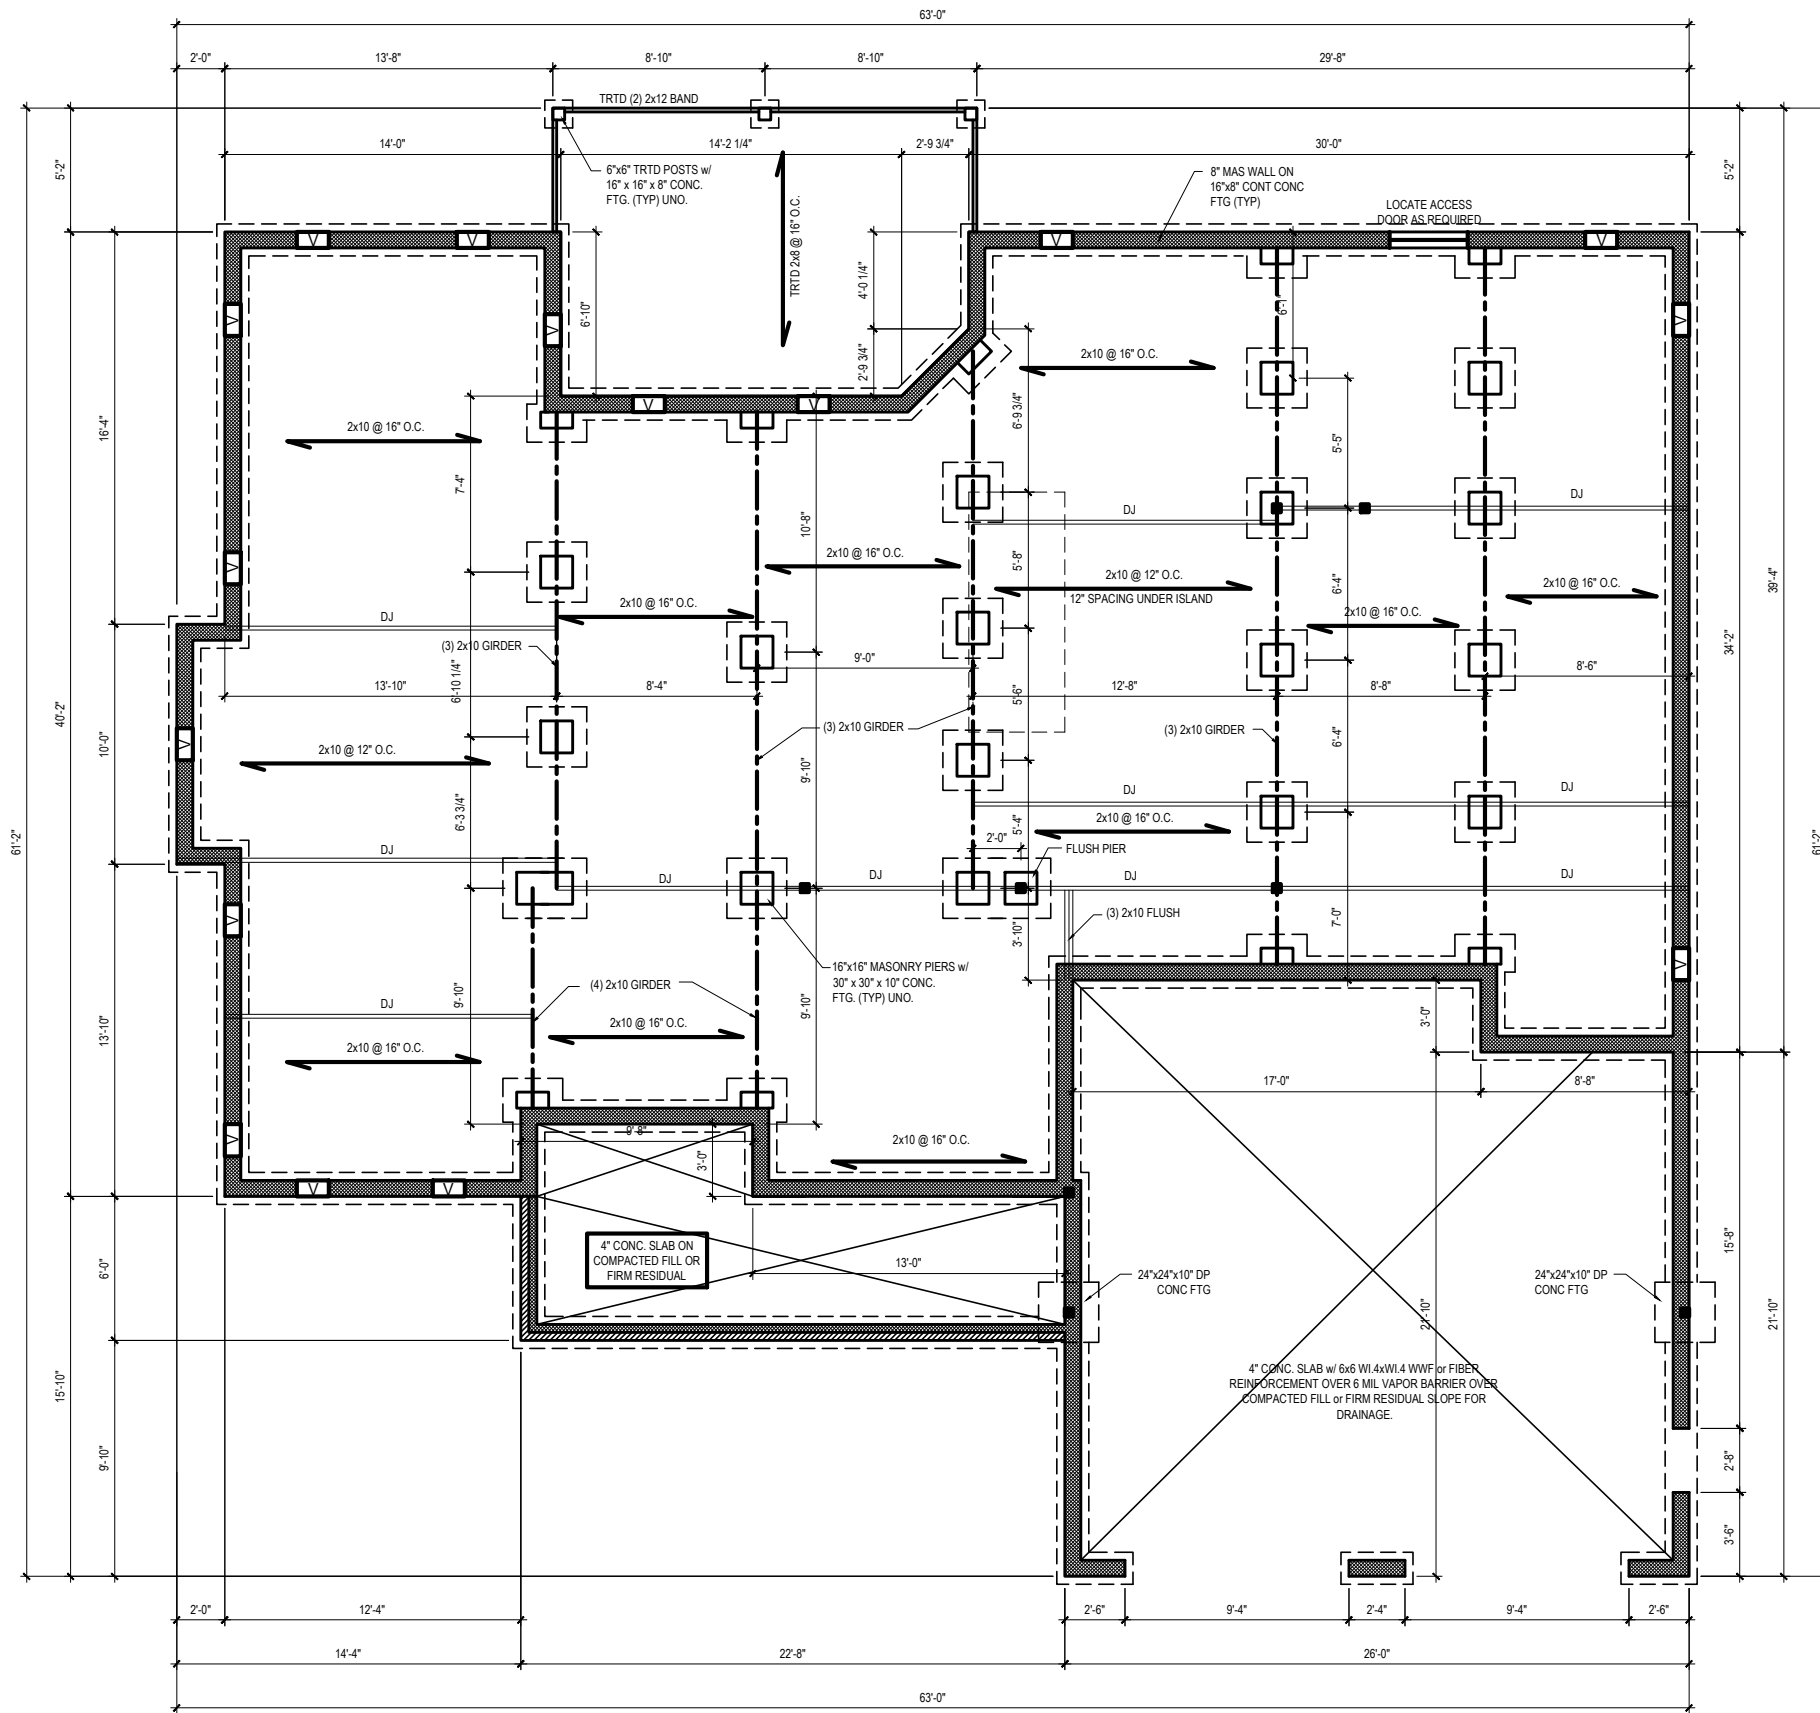 63'-0"
2'-0"
13'-8"
8'-10"
8'-10"
29'-8"
TRTD (2) 2x12 BAND
14'-0"
14'-2 1/4"
2'-9 3/4"
30'-0"
5'-2"
5'-2"
6"x6" TRTD POSTS w/
16" x 16" x 8" CONC.
FTG. (TYP) UNO.
8" MAS WALL ON
16"x8" CONT CONC
FTG (TYP)
LOCATE ACCESS
DOOR AS REQUIRED
TRTD 2x8 @ 16" O.C.
V
V
V
V
V
V
V
V
V
V
6'-10"
4'-0 1/4"
2'-9 3/4"
6'-1"
2x10 @ 16" O.C.
16'-4"
2x10 @ 16" O.C.
6'-9 3/4"
5'-5"
7'-4"
10'-8"
DJ
DJ
2x10 @ 16" O.C.
5'-8"
2x10 @ 12" O.C.
12" SPACING UNDER ISLAND
6'-4"
2x10 @ 16" O.C.
39'-4"
V
2x10 @ 16" O.C.
2x10 @ 16" O.C.
DJ
(3) 2x10 GIRDER
34'-2"
9'-0"
8'-6"
13'-10"
6'-10 1/4"
8'-4"
5'-6"
12'-8"
8'-8"
40'-2"
10'-0"
V
(3) 2x10 GIRDER
(3) 2x10 GIRDER
6'-4"
2x10 @ 12" O.C.
9'-10"
DJ
DJ
6'-3 3/4"
5'-4"
2x10 @ 16" O.C.
2'-0"
FLUSH PIER
61'-2"
61'-2"
DJ
DJ
DJ
DJ
DJ
V
(3) 2x10 FLUSH
7'-0"
3'-10"
16"x16" MASONRY PIERS w/
30" x 30" x 10" CONC.
FTG. (TYP) UNO.
V
(4) 2x10 GIRDER
9'-10"
9'-10"
DJ
3'-0"
13'-10"
2x10 @ 16" O.C.
2x10 @ 16" O.C.
17'-0"
8'-8"
V
9'-8"
2x10 @ 16" O.C.
3'-0"
V
V
4" CONC. SLAB ON
COMPACTED FILL OR
FIRM RESIDUAL
15'-8"
6'-0"
13'-0"
24"x24"x10" DP
CONC FTG
24"x24"x10" DP
CONC FTG
21'-10"
21'-10"
4" CONC. SLAB w/ 6x6 WI.4xWI.4 WWF or FIBER
REINFORCEMENT OVER 6 MIL VAPOR BARRIER OVER
COMPACTED FILL or FIRM RESIDUAL SLOPE FOR
DRAINAGE.
15'-10"
9'-10"
2'-8"
3'-6"
2'-0"
12'-4"
2'-6"
9'-4"
2'-4"
9'-4"
2'-6"
14'-4"
22'-8"
26'-0"
63'-0"